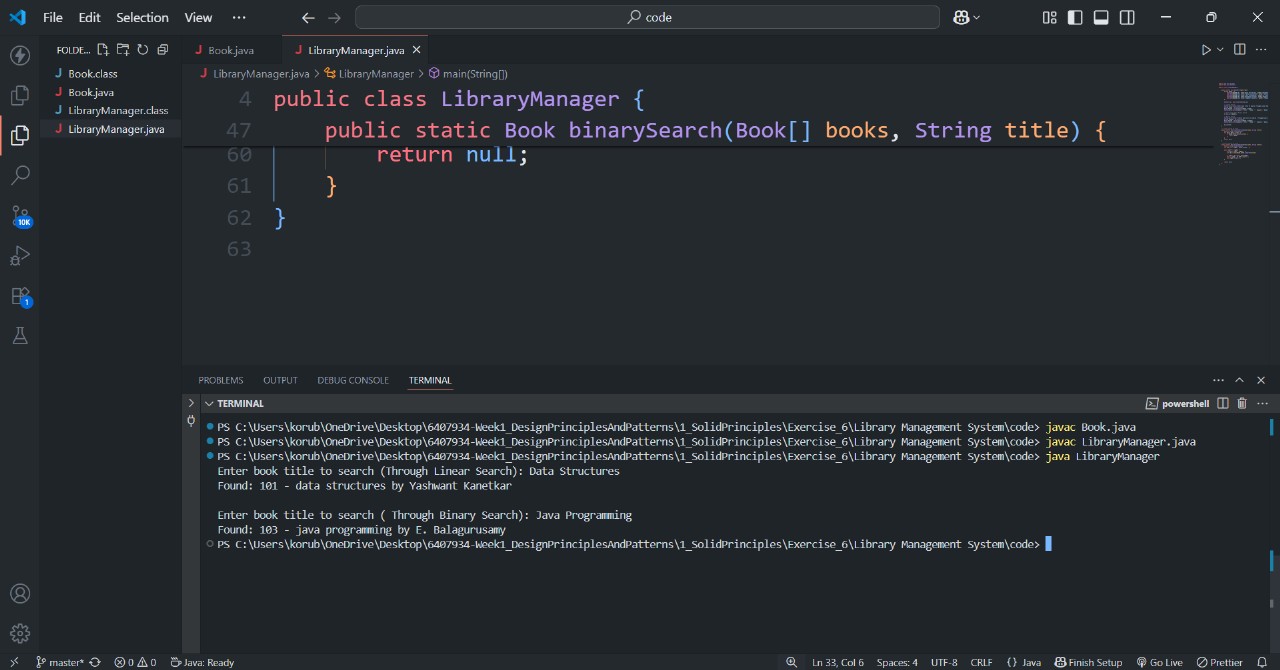 File Edit Selection View ··· code
FOLDE...
Book.class
Book.java
LibraryManager.class
LibraryManager.java
10K
1
Book.java LibraryManager.java
LibraryManager.java > LibraryManager > main(String[])
4 public class LibraryManager {
47 public static Book binarySearch(Book[] books, String title) {
60 return null;
61 }
62 }
63
PROBLEMS OUTPUT DEBUG CONSOLE TERMINAL
TERMINAL powershell
PS C:\Users\korub\OneDrive\Desktop\6407934-Week1_DesignPrinciplesAndPatterns\1_SolidPrinciples\Exercise_6\Library Management System\code> javac Book.java
PS C:\Users\korub\OneDrive\Desktop\6407934-Week1_DesignPrinciplesAndPatterns\1_SolidPrinciples\Exercise_6\Library Management System\code> javac LibraryManager.java
PS C:\Users\korub\OneDrive\Desktop\6407934-Week1_DesignPrinciplesAndPatterns\1_SolidPrinciples\Exercise_6\Library Management System\code> java LibraryManager
Enter book title to search (Through Linear Search): Data Structures
Found: 101 - data structures by Yashwant Kanetkar
Enter book title to search ( Through Binary Search): Java Programming
Found: 103 - java programming by E. Balagurusamy
PS C:\Users\korub\OneDrive\Desktop\6407934-Week1_DesignPrinciplesAndPatterns\1_SolidPrinciples\Exercise_6\Library Management System\code>
master* 0 0 Java: Ready Ln 33, Col 6 Spaces: 4 UTF-8 CRLF {} Java Finish Setup Go Live Prettier